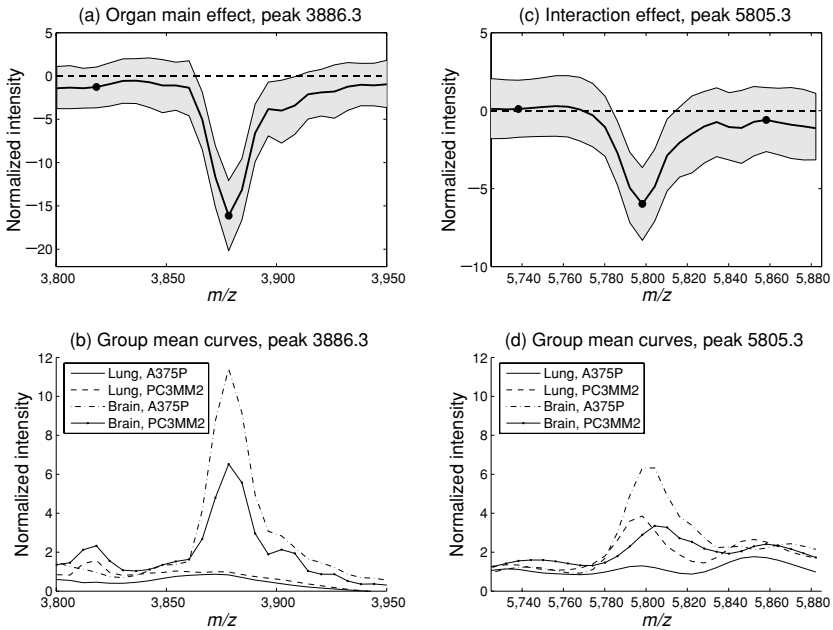 (a) Organ main effect, peak 3886.3
Normalized intensity
5
0
−5
−10
−15
−20
3,800
3,850
3,900
3,950
m/z
(c) Interaction effect, peak 5805.3
Normalized intensity
5
0
−5
−10
5,740
5,760
5,780
5,800
5,820
5,840
5,860
5,880
m/z
(b) Group mean curves, peak 3886.3
Normalized intensity
12
10
8
6
4
2
0
Lung, A375P
Lung, PC3MM2
Brain, A375P
Brain, PC3MM2
3,800
3,850
3,900
3,950
m/z
(d) Group mean curves, peak 5805.3
Normalized intensity
12
10
8
6
4
2
0
Lung, A375P
Lung, PC3MM2
Brain, A375P
Brain, PC3MM2
5,740
5,760
5,780
5,800
5,820
5,840
5,860
5,880
m/z